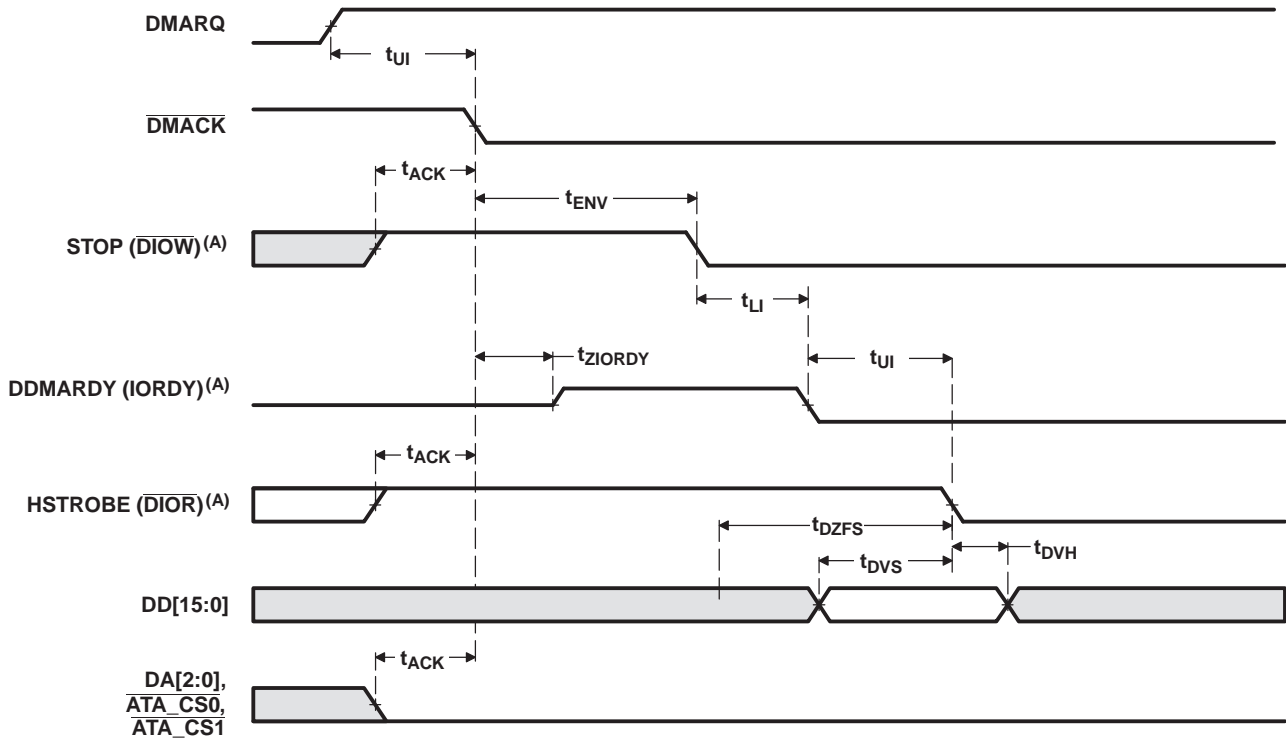 DMARQ
tUI
DMACK
tACK
tENV
STOP (DIOW)(A)
tLI
tZIORDY
tUI
DDMARDY (IORDY)(A)
tACK
HSTROBE (DIOR)(A)
tDZFS
tDVS
tDVH
DD[15:0]
tACK
DA[2:0],
ATA_CS0,
ATA_CS1